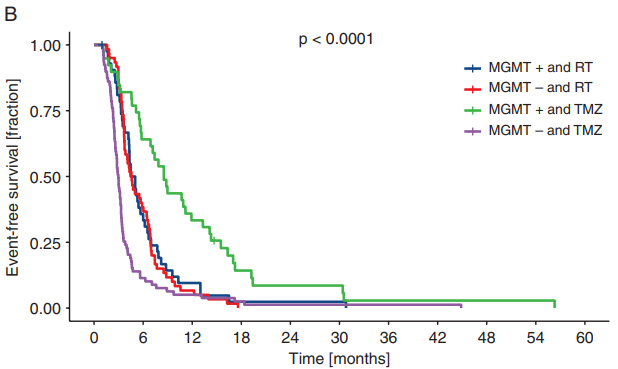 B
p < 0.0001
1.00
0.75
0.50
0.25
0.00
Event-free survival [fraction]
MGMT + and RT
MGMT – and RT
MGMT + and TMZ
MGMT – and TMZ
0 6 12 18 24 30 36 42 48 54 60
Time [months]